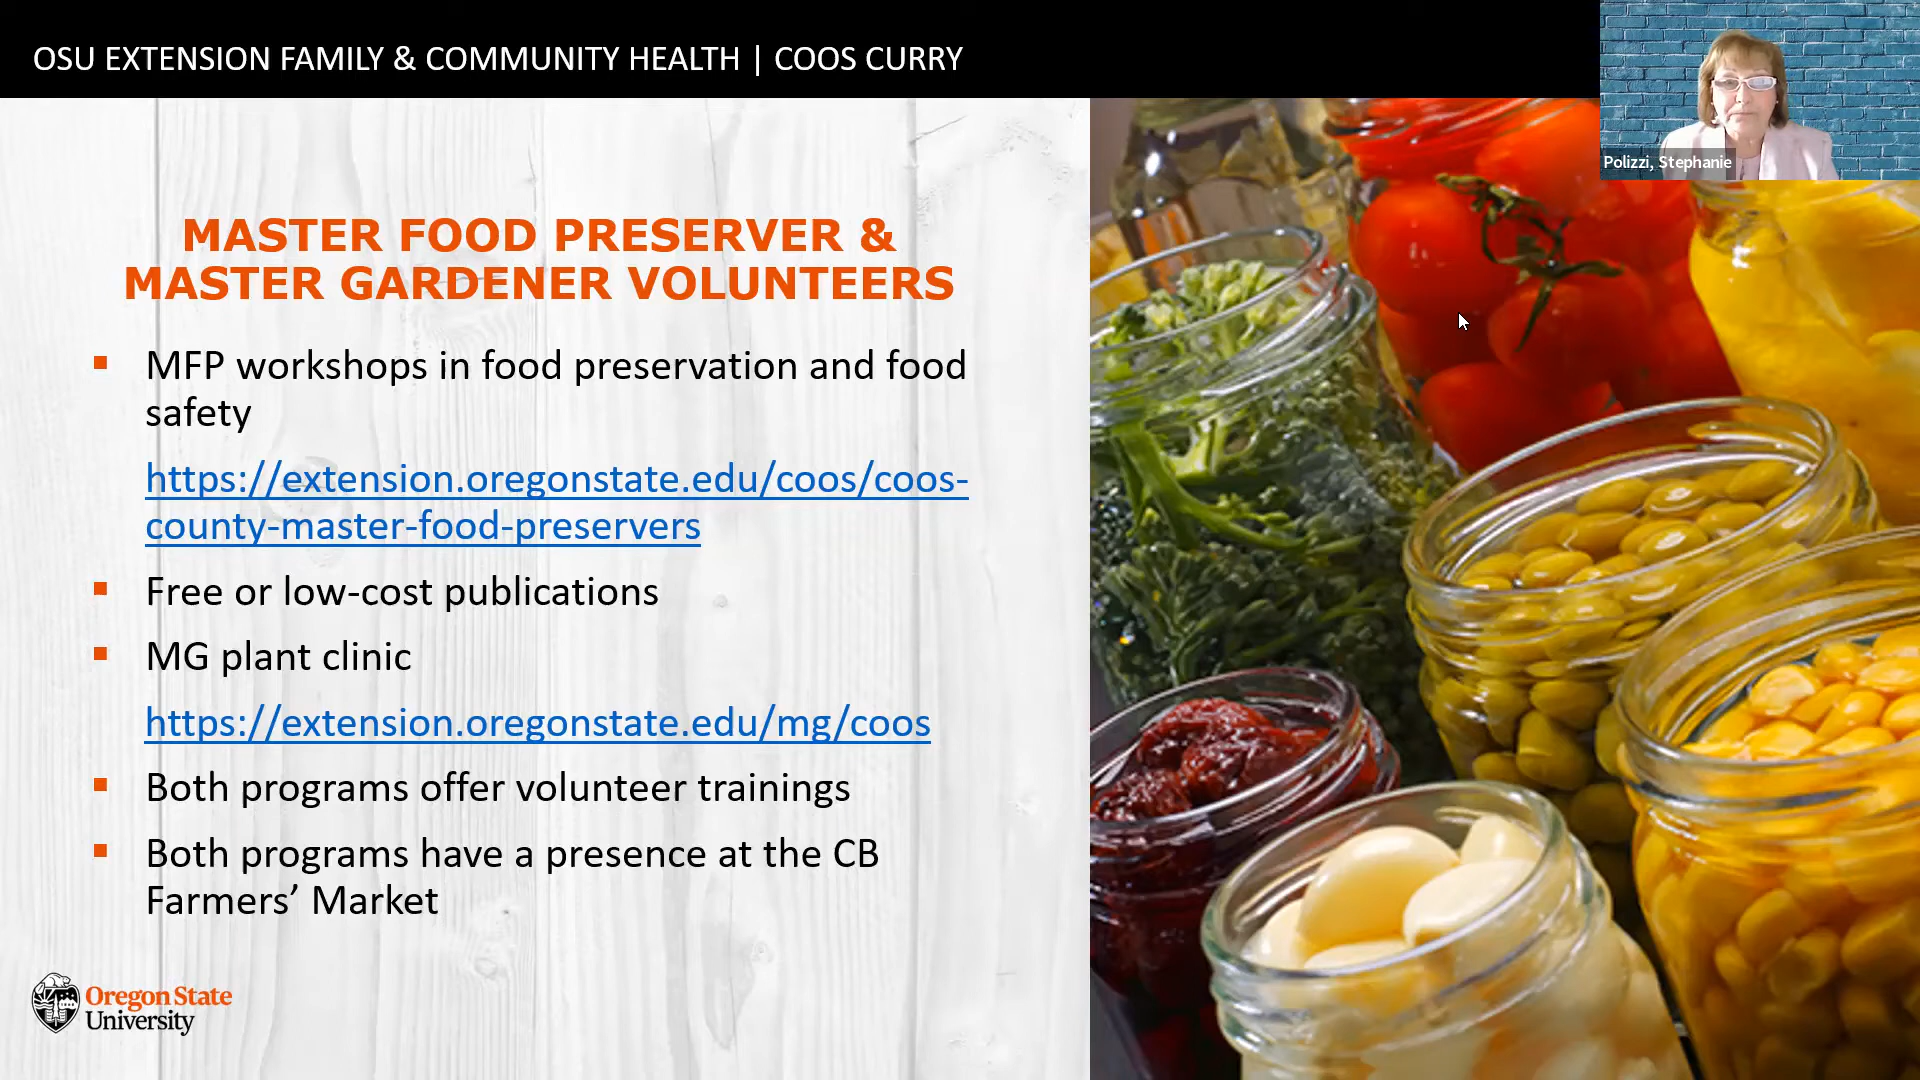 OSU EXTENSION FAMILY & COMMUNITY HEALTH | COOS CURRY
Polizzi, Stephanie
MASTER FOOD PRESERVER &
MASTER GARDENER VOLUNTEERS
MFP workshops in food preservation and food
safety
https://extension.oregonstate.edu/coos/coos-
county-master-food-preservers
Free or low-cost publications
MG plant clinic
https://extension.oregonstate.edu/mg/coos
Both programs offer volunteer trainings
Both programs have a presence at the CB
Farmers’ Market
Oregon State
University